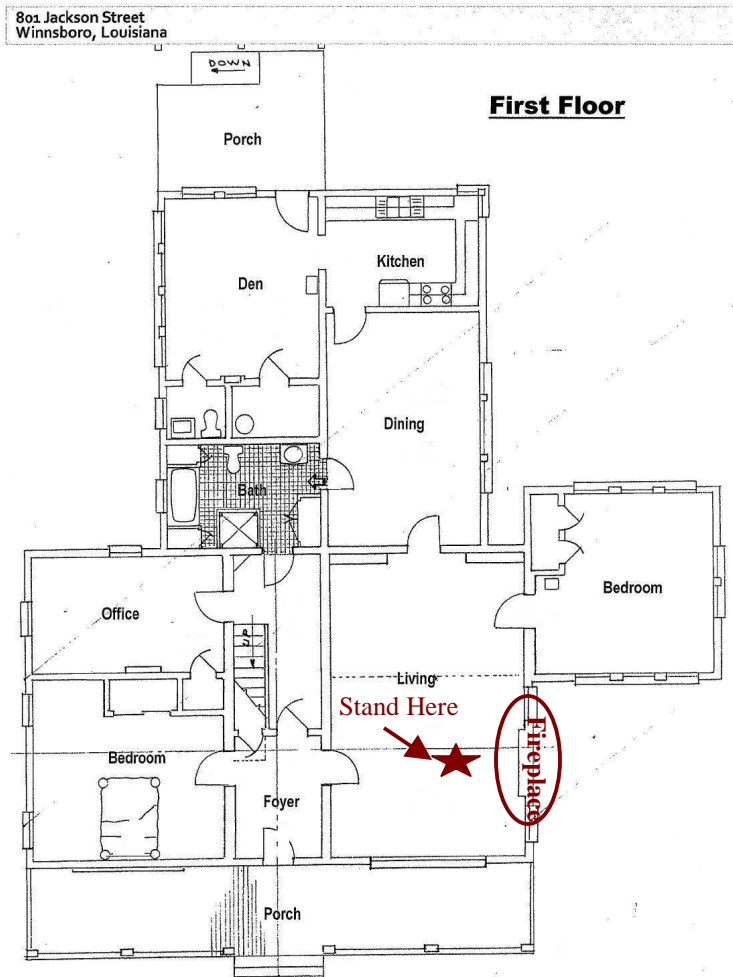 801 Jackson Street
Winnsboro, Louisiana
DOWN
First Floor
Porch
Kitchen
Den
Dining
Bath
Bedroom
Office
UP
Living
Stand Here
Fireplace
Bedroom
Foyer
Porch